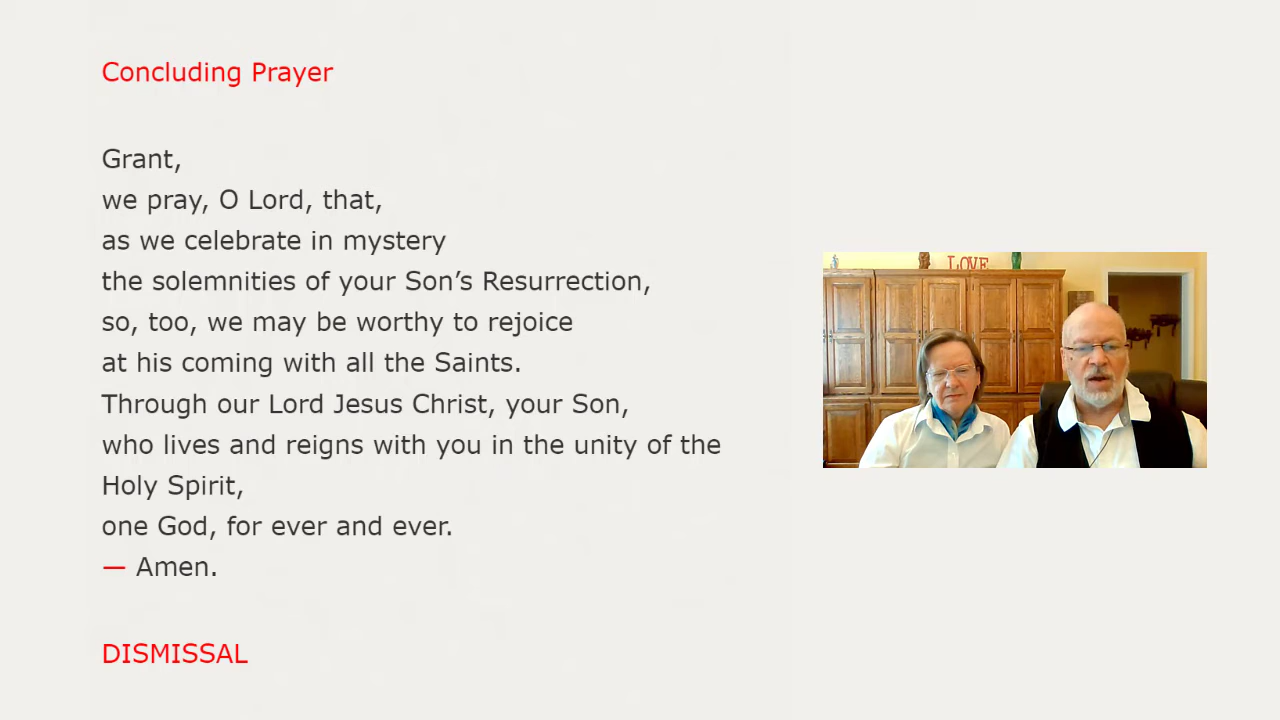 Concluding Prayer
Grant,
we pray, O Lord, that,
as we celebrate in mystery
the solemnities of your Son’s Resurrection,
so, too, we may be worthy to rejoice
at his coming with all the Saints.
Through our Lord Jesus Christ, your Son,
who lives and reigns with you in the unity of the
Holy Spirit,
one God, for ever and ever.
— Amen.
DISMISSAL
LOVE